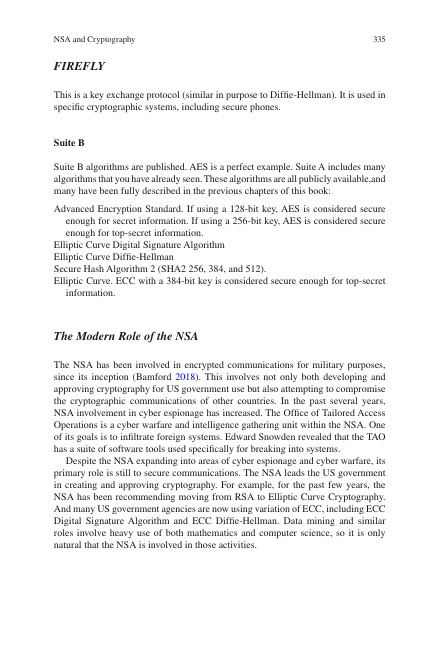 NSA and Cryptography 335
FIREFLY
This is a key exchange protocol (similar in purpose to Diffie-Hellman). It is used in
specific cryptographic systems, including secure phones.
Suite B
Suite B algorithms are published. AES is a perfect example. Suite A includes many
algorithms that you have already seen. These algorithms are all publicly available,and
many have been fully described in the previous chapters of this book:
Advanced Encryption Standard. If using a 128-bit key, AES is considered secure
enough for secret information. If using a 256-bit key, AES is considered secure
enough for top-secret information.
Elliptic Curve Digital Signature Algorithm
Elliptic Curve Diffie-Hellman
Secure Hash Algorithm 2 (SHA2 256, 384, and 512).
Elliptic Curve. ECC with a 384-bit key is considered secure enough for top-secret
information.
The Modern Role of the NSA
The NSA has been involved in encrypted communications for military purposes,
since its inception (Bamford 2018). This involves not only both developing and
approving cryptography for US government use but also attempting to compromise
the cryptographic communications of other countries. In the past several years,
NSA involvement in cyber espionage has increased. The Office of Tailored Access
Operations is a cyber warfare and intelligence gathering unit within the NSA. One
of its goals is to infiltrate foreign systems. Edward Snowden revealed that the TAO
has a suite of software tools used specifically for breaking into systems.
Despite the NSA expanding into areas of cyber espionage and cyber warfare, its
primary role is still to secure communications. The NSA leads the US government
in creating and approving cryptography. For example, for the past few years, the
NSA has been recommending moving from RSA to Elliptic Curve Cryptography.
And many US government agencies are now using variation of ECC, including ECC
Digital Signature Algorithm and ECC Diffie-Hellman. Data mining and similar
roles involve heavy use of both mathematics and computer science, so it is only
natural that the NSA is involved in those activities.